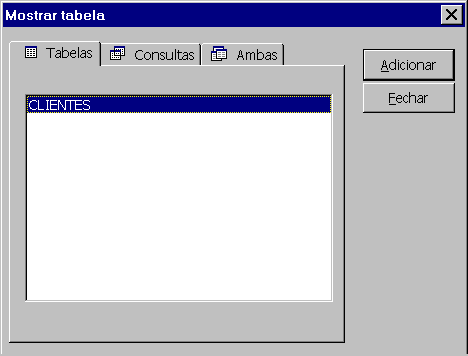 Mostrar tabela
Tabelas Consultas Ambas
Adicionar
Fechar
CLIENTES